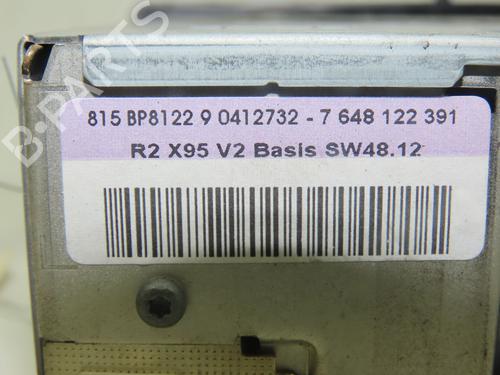 815 BP8122 9 0412732 - 7 648 122 391
R2 X95 V2 Basis SW48.12
B-PARTS